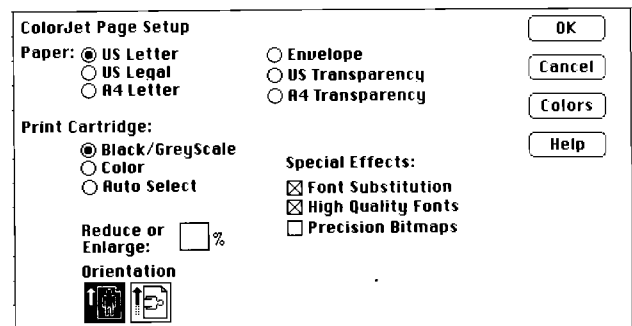 ColorJet Page Setup
OK
Paper: US Letter
Envelope
US Legal
US Transparency
Cancel
A4 Letter
A4 Transparency
Colors
Print Cartridge:
Help
Black/GreyScale
Color
Auto Select
Special Effects:
Font Substitution
High Quality Fonts
Precision Bitmaps
Reduce or
Enlarge: %
Orientation